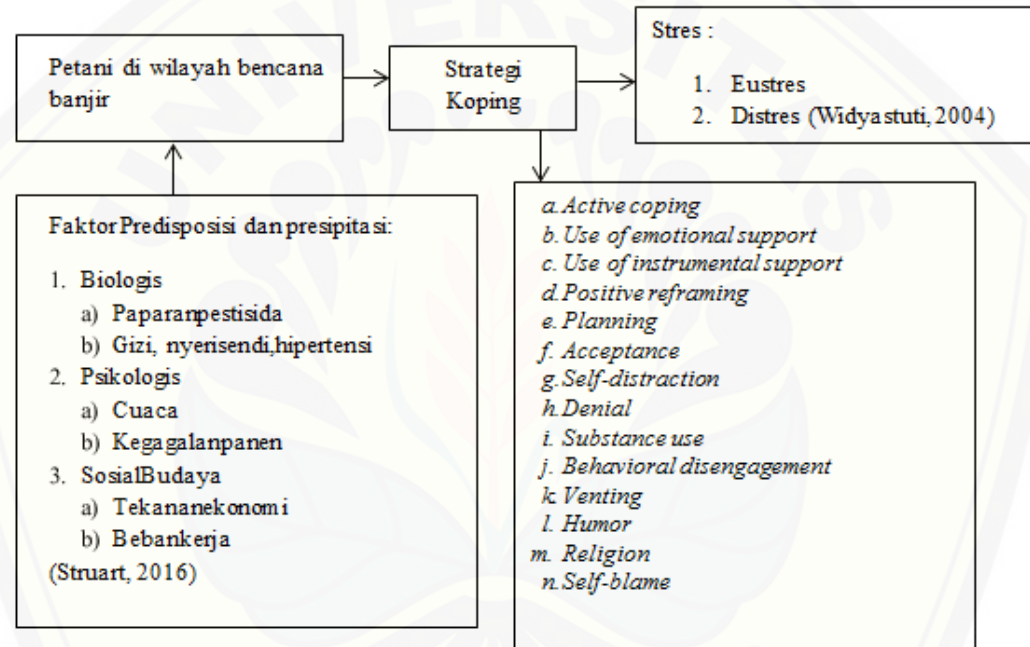 Petani di wilayah bencana
banjir
Strategi
Koping
Stres :
1. Eustres
2. Distres (Widyastuti, 2004)
Faktor Predisposisi dan presipitasi:
1. Biologis
a) Paparanpestisida
b) Gizi, nyerisendi,hipertensi
2. Psikologis
a) Cuaca
b) Kegagalanpanen
3. SosialBudaya
a) Tekananekonomi
b) Bebankerja
(Struart, 2016)
a. Active coping
b. Use of emotional support
c. Use of instrumental support
d. Positive reframing
e. Planning
f. Acceptance
g. Self-distraction
h. Denial
i. Substance use
j. Behavioral disengagement
k. Venting
l. Humor
m. Religion
n. Self-blame
UNIVERSITAS